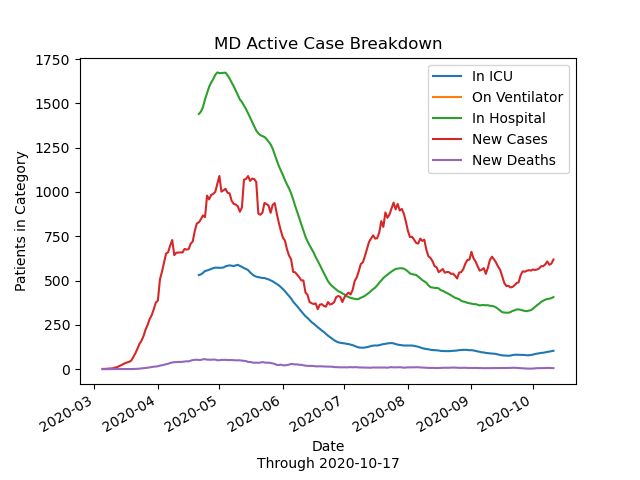 MD Active Case Breakdown
Patients in Category
1750
1500
1250
1000
750
500
250
0
In ICU
On Ventilator
In Hospital
New Cases
New Deaths
2020-03
2020-04
2020-05
2020-06
2020-07
2020-08
2020-09
2020-10
Date
Through 2020-10-17